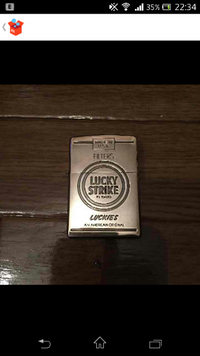 35% 22:34
FILTERS
LUCKY
STRIKE
LUCKIES
AN AMERICAN ORIGINAL